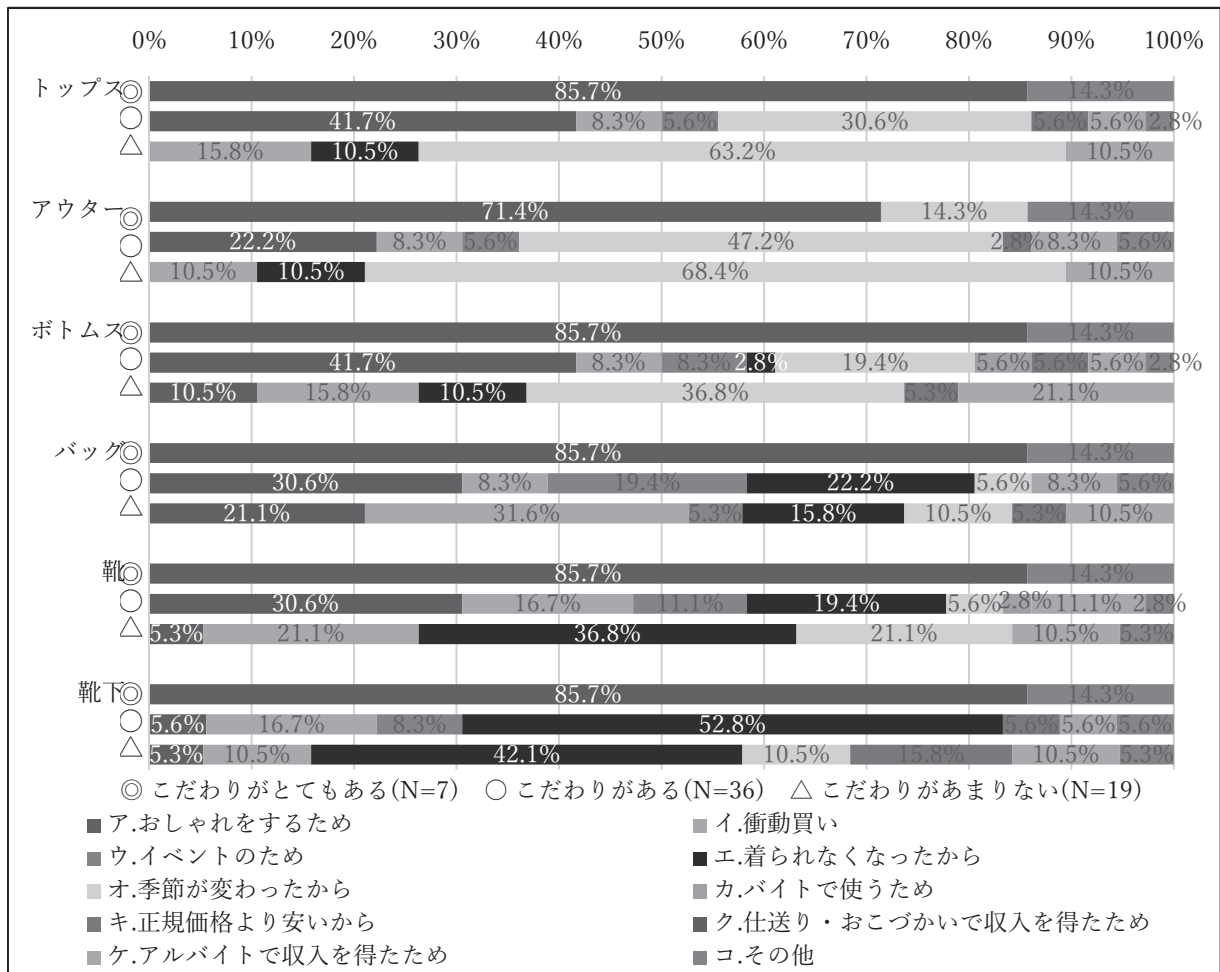 0% 10% 20% 30% 40% 50% 60% 70% 80% 90% 100%
トップス◎ 85.7% 14.3%
○ 41.7% 8.3% 5.6% 30.6% 5.6% 5.6% 2.8%
△ 15.8% 10.5% 63.2% 10.5%
アウター◎ 71.4% 14.3% 14.3%
○ 22.2% 8.3% 5.6% 47.2% 2.8% 8.3% 5.6%
△ 10.5% 10.5% 68.4% 10.5%
ボトムス◎ 85.7% 14.3%
○ 41.7% 8.3% 8.3% 2.8% 19.4% 5.6% 5.6% 5.6% 2.8%
△ 10.5% 15.8% 10.5% 36.8% 5.3% 21.1%
バッグ◎ 85.7% 14.3%
○ 30.6% 8.3% 19.4% 22.2% 5.6% 8.3% 5.6%
△ 21.1% 31.6% 5.3% 15.8% 10.5% 5.3% 10.5%
靴◎ 85.7% 14.3%
○ 30.6% 16.7% 11.1% 19.4% 5.6% 2.8% 11.1% 2.8%
△ 5.3% 21.1% 36.8% 21.1% 10.5% 5.3%
靴下◎ 85.7% 14.3%
○ 5.6% 16.7% 8.3% 52.8% 5.6% 5.6% 5.6%
△ 5.3% 10.5% 42.1% 10.5% 15.8% 10.5% 5.3%
◎ こだわりがとてもある(N=7) ○ こだわりがある(N=36) △ こだわりがあまりない(N=19)
ア.おしゃれをするため イ.衝動買い
ウ.イベントのため エ.着られなくなったから
オ.季節が変わったから カ.バイトで使うため
キ.正規価格より安いから ク.仕送り・おこづかいで収入を得たため
ケ.アルバイトで収入を得たため コ.その他